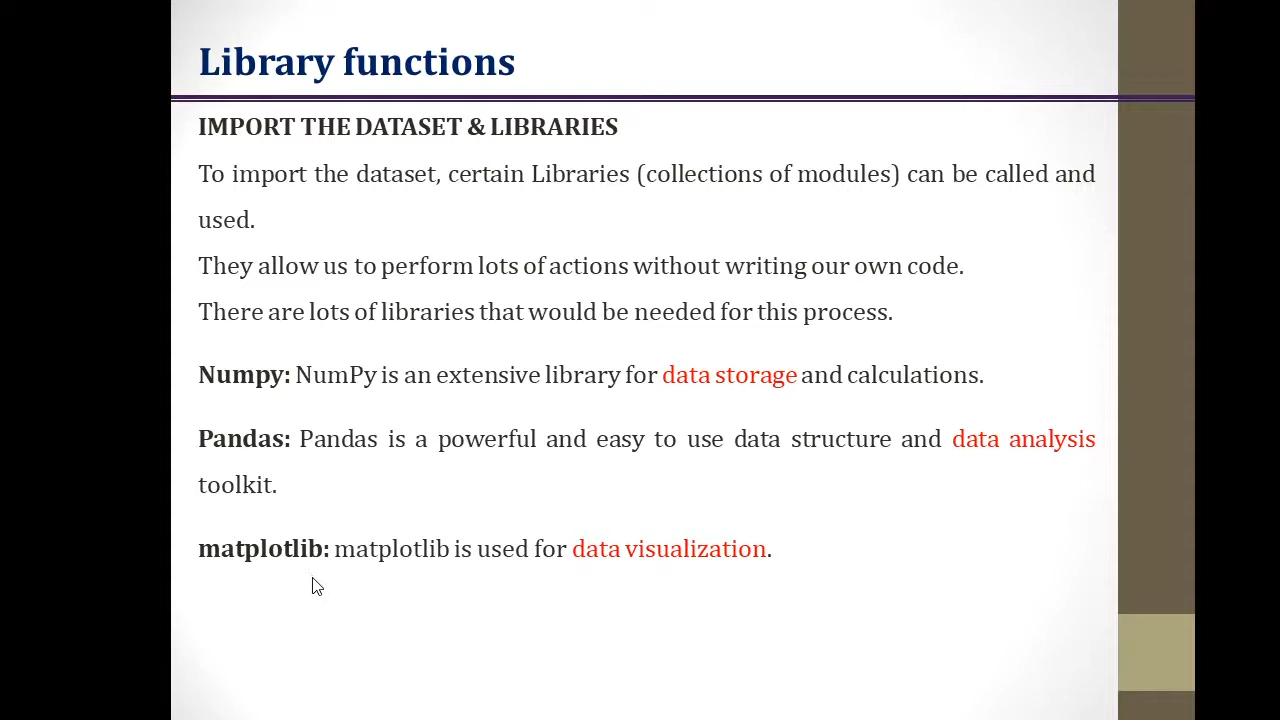 Library functions
IMPORT THE DATASET & LIBRARIES
To import the dataset, certain Libraries (collections of modules) can be called and
used.
They allow us to perform lots of actions without writing our own code.
There are lots of libraries that would be needed for this process.
Numpy: NumPy is an extensive library for data storage and calculations.
Pandas: Pandas is a powerful and easy to use data structure and data analysis
toolkit.
matplotlib: matplotlib is used for data visualization.